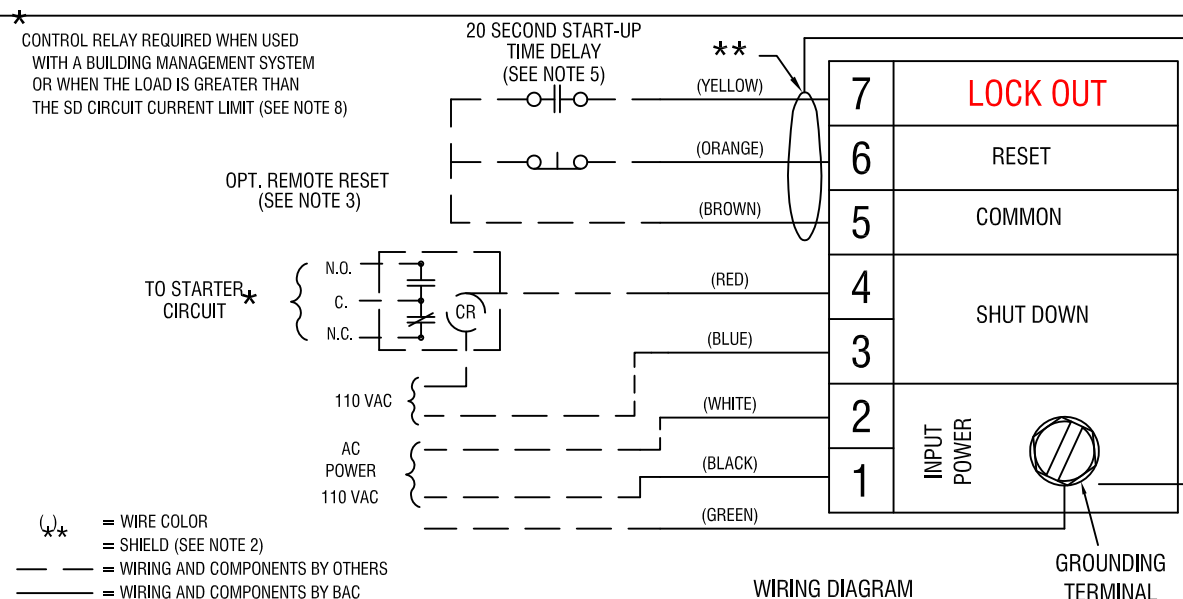 *
CONTROL RELAY REQUIRED WHEN USED
WITH A BUILDING MANAGEMENT SYSTEM
OR WHEN THE LOAD IS GREATER THAN
THE SD CIRCUIT CURRENT LIMIT (SEE NOTE 8)
20 SECOND START-UP
TIME DELAY
(SEE NOTE 5)
**
(YELLOW)
7
LOCK OUT
(ORANGE)
6
RESET
OPT. REMOTE RESET
(SEE NOTE 3)
(BROWN)
5
COMMON
TO STARTER *
CIRCUIT
N.O.
C.
N.C.
CR
(RED)
4
SHUT DOWN
(BLUE)
3
110 VAC
(WHITE)
2
AC
POWER
110 VAC
(BLACK)
1
INPUT
POWER
(GREEN)
( ) = WIRE COLOR
** = SHIELD (SEE NOTE 2)
= WIRING AND COMPONENTS BY OTHERS
= WIRING AND COMPONENTS BY BAC
WIRING DIAGRAM
GROUNDING
TERMINAL